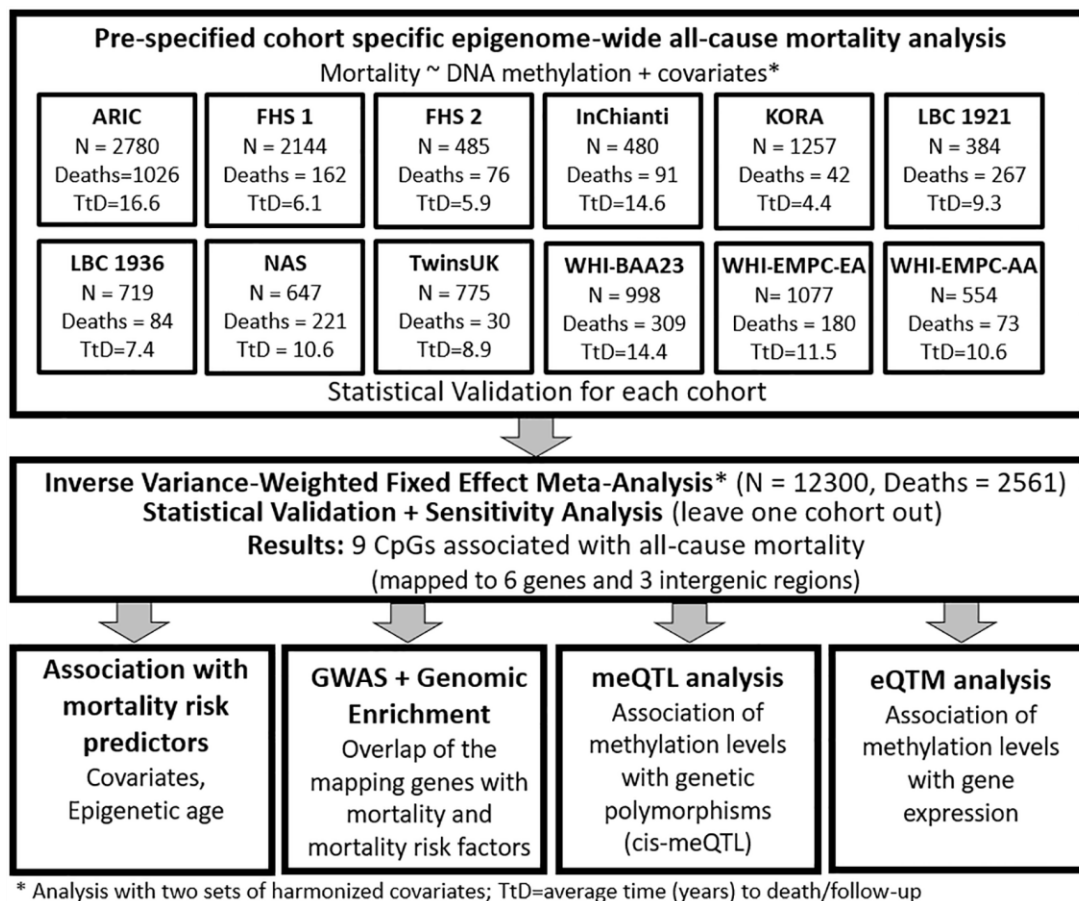 Pre-specified cohort specific epigenome-wide all-cause mortality analysis
Mortality ~ DNA methylation + covariates*
ARIC
N = 2780
Deaths=1026
TtD=16.6
FHS 1
N = 2144
Deaths = 162
TtD=6.1
FHS 2
N = 485
Deaths = 76
TtD=5.9
InChianti
N = 480
Deaths = 91
TtD=14.6
KORA
N = 1257
Deaths = 42
TtD=4.4
LBC 1921
N = 384
Deaths = 267
TtD=9.3
LBC 1936
N = 719
Deaths = 84
TtD=7.4
NAS
N = 647
Deaths = 221
TtD = 10.6
TwinsUK
N = 775
Deaths = 30
TtD=8.9
WHI-BAA23
N = 998
Deaths = 309
TtD=14.4
WHI-EMPC-EA
N= 1077
Deaths = 180
TtD=11.5
WHI-EMPC-AA
N= 554
Deaths = 73
TtD=10.6
Statistical Validation for each cohort
Inverse Variance-Weighted Fixed Effect Meta-Analysis* (N = 12300, Deaths = 2561)
Statistical Validation + Sensitivity Analysis (leave one cohort out)
Results: 9 CpGs associated with all-cause mortality
(mapped to 6 genes and 3 intergenic regions)
Association with
mortality risk
predictors
Covariates,
Epigenetic age
GWAS + Genomic
Enrichment
Overlap of the
mapping genes with
mortality and
mortality risk factors
meQTL analysis
Association of
methylation levels
with genetic
polymorphisms
(cis-meQTL)
eQTM analysis
Association of
methylation levels
with gene
expression
* Analysis with two sets of harmonized covariates; TtD=average time (years) to death/follow-up